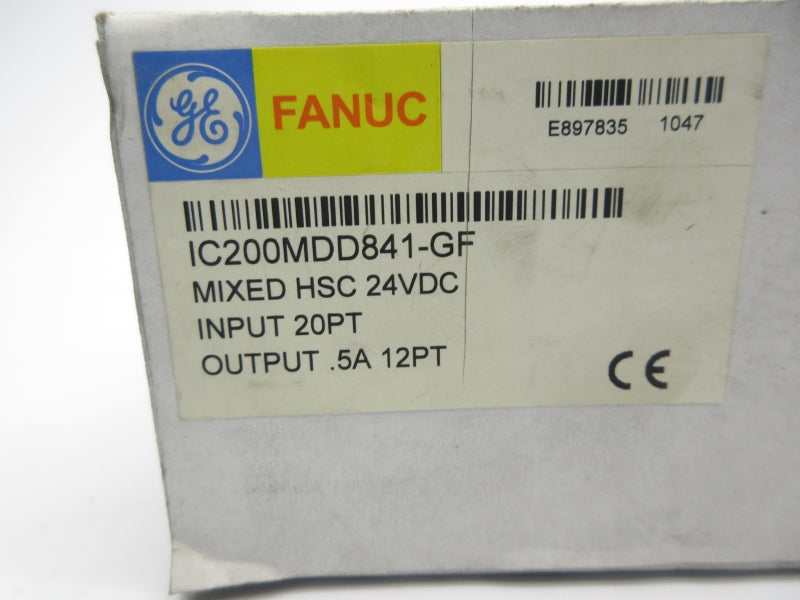 GE FANUC
E897835 1047
IC200MDD841-GF
MIXED HSC 24VDC
INPUT 20PT
OUTPUT .5A 12PT
CE